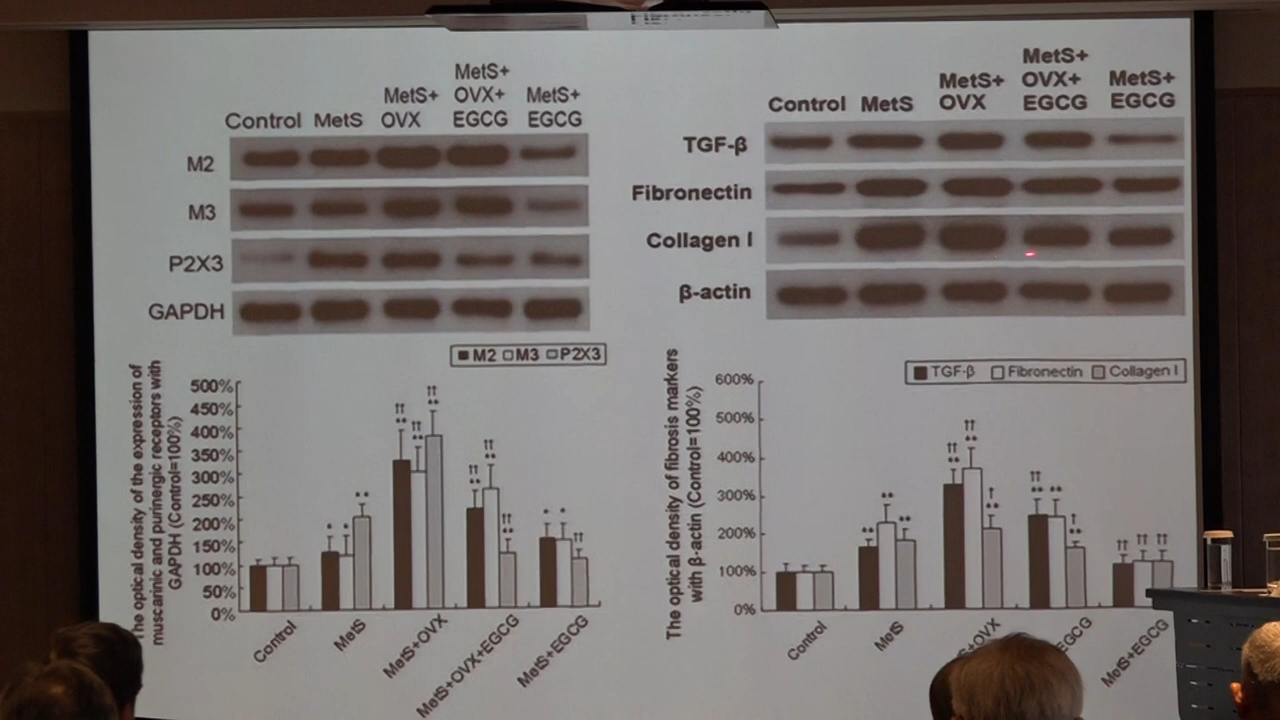 MetS+
MetS+ OVX+ MetS+
Control MetS OVX EGCG EGCG
M2
M3
P2X3
GAPDH
M2 M3 P2X3
The optical density of the expression of
muscarinic and purinergic receptors with
GAPDH (Control=100%)
500%
450%
400%
350%
300%
250%
200%
150%
100%
50%
0%
†† ** †† ** †† **
†† ** †† ** †† **
* * **
* * ††
Control
MetS
MetS+OVX
MetS+OVX+EGCG
MetS+EGCG
MetS+
MetS+ OVX+ MetS+
Control MetS OVX EGCG EGCG
TGF-β
Fibronectin
Collagen I
β-actin
TGF-β Fibronectin Collagen I
The optical density of fibrosis markers
with β-actin (Control=100%)
600%
500%
400%
300%
200%
100%
0%
** ** **
†† ** †† ** † **
†† ** ** † **
†† †† ††
Control
MetS
S+OVX
EGCG
MetS+EGCG